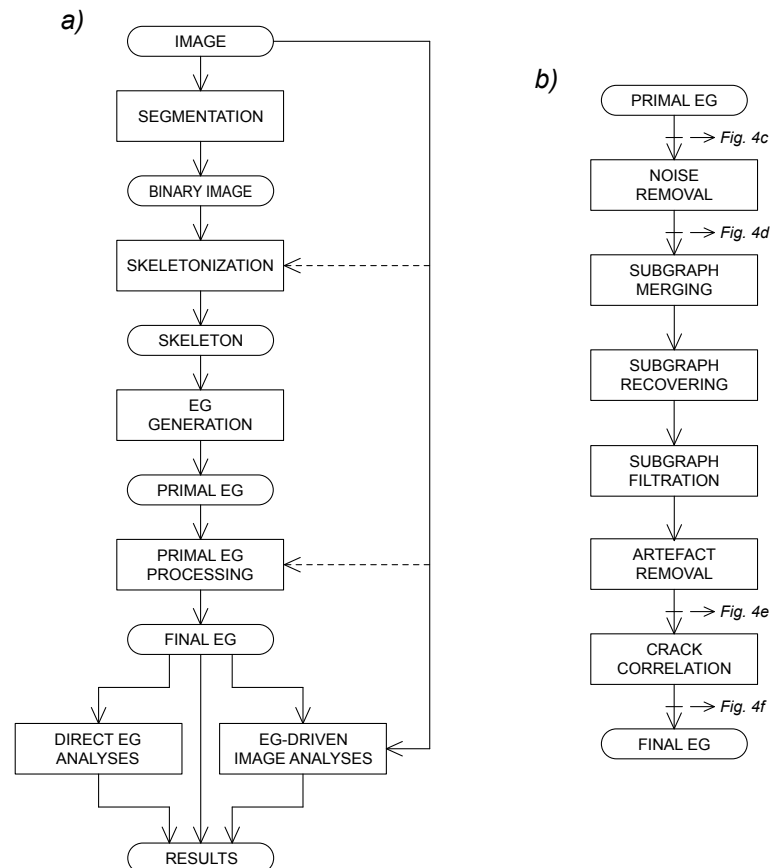 a)
IMAGE
SEGMENTATION
BINARY IMAGE
SKELETONIZATION
SKELETON
EG
GENERATION
PRIMAL EG
PRIMAL EG
PROCESSING
FINAL EG
DIRECT EG
ANALYSES
EG-DRIVEN
IMAGE ANALYSES
RESULTS
b)
PRIMAL EG
Fig. 4c
NOISE
REMOVAL
Fig. 4d
SUBGRAPH
MERGING
SUBGRAPH
RECOVERING
SUBGRAPH
FILTRATION
ARTEFACT
REMOVAL
Fig. 4e
CRACK
CORRELATION
Fig. 4f
FINAL EG